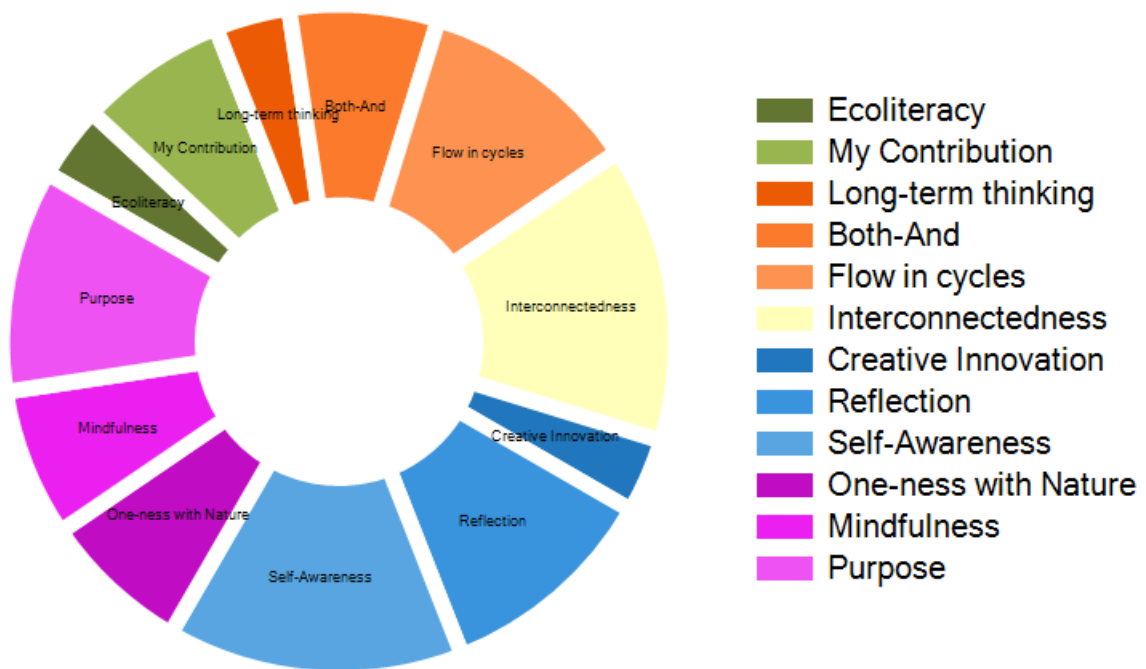 Long-term thinking
Both-And
My Contribution
Flow in cycles
Ecoliteracy
Purpose
Interconnectedness
Mindfulness
Creative Innovation
One-ness with Nature
Reflection
Self-Awareness
Ecoliteracy
My Contribution
Long-term thinking
Both-And
Flow in cycles
Interconnectedness
Creative Innovation
Reflection
Self-Awareness
One-ness with Nature
Mindfulness
Purpose